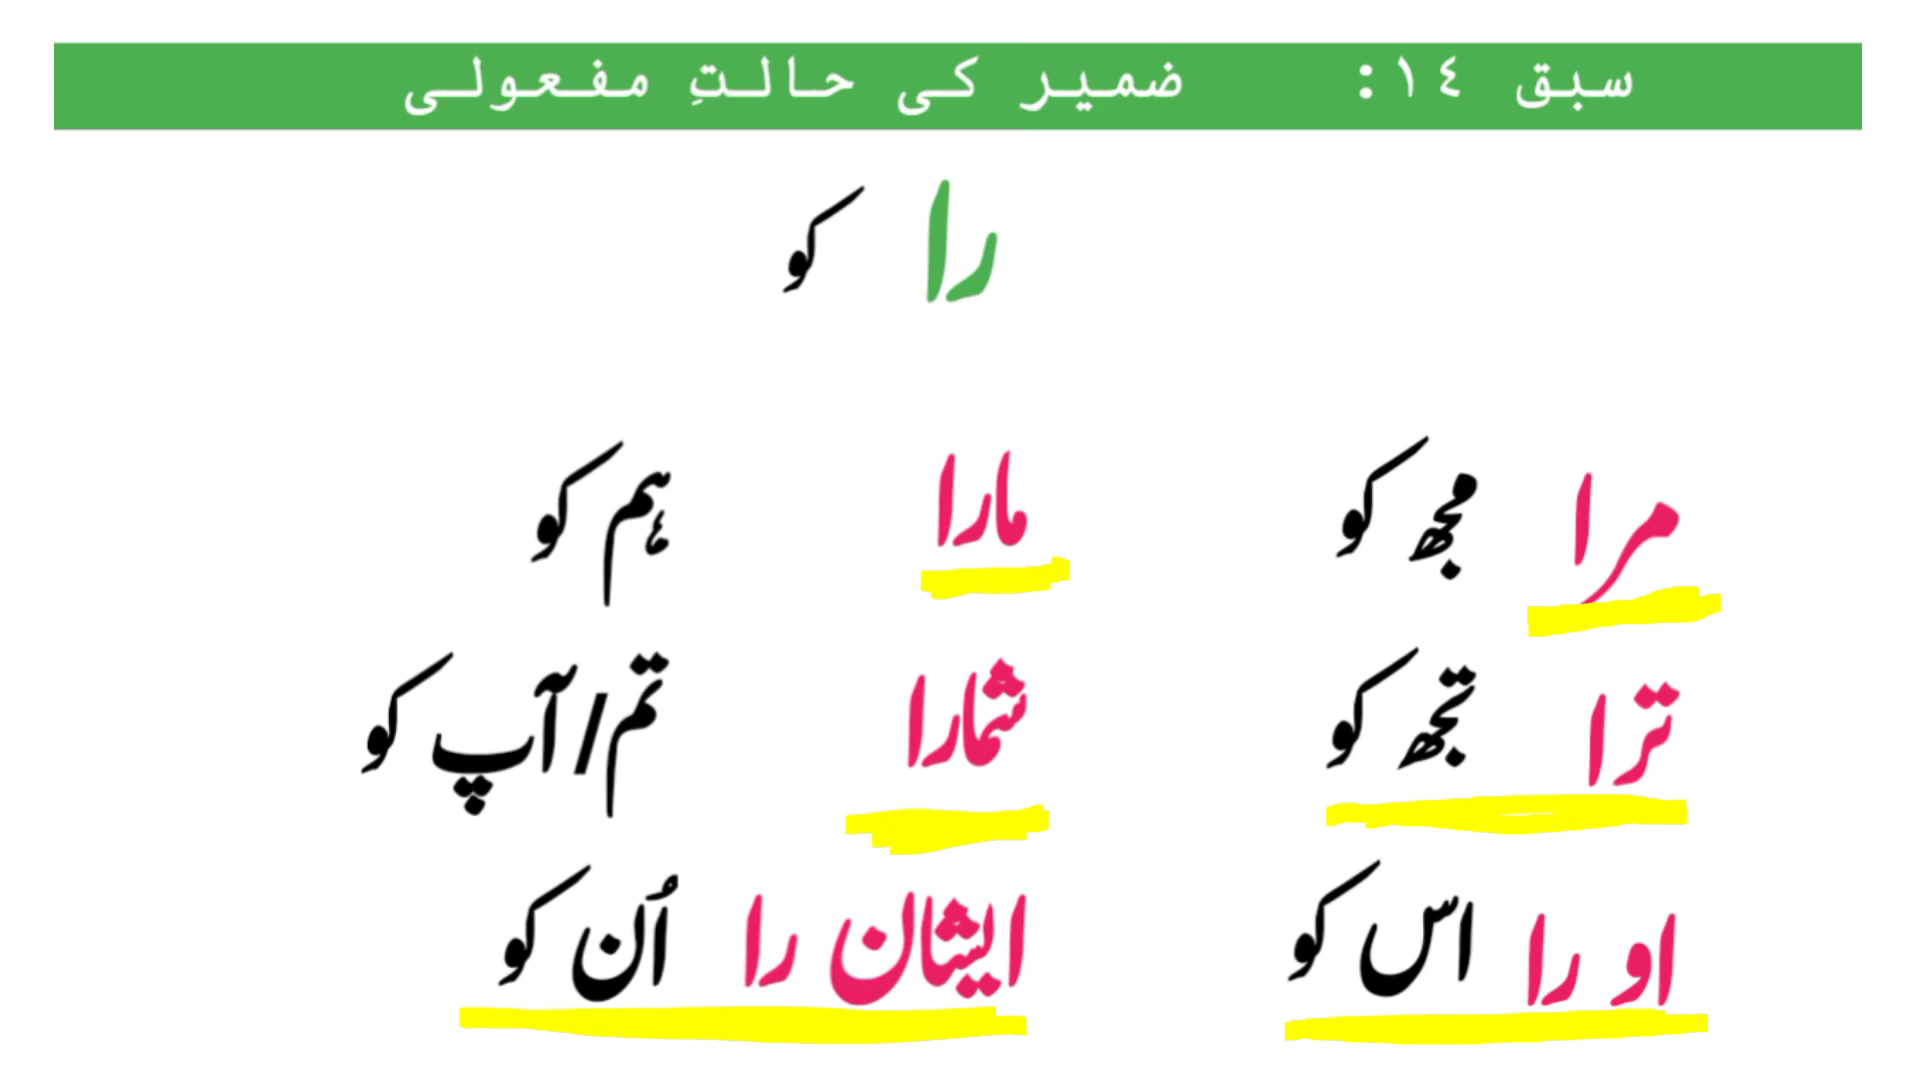 سبق ١٤: ضمیر کی حالتِ مفعولی
را کو
مرا مجھ کو مارا ہم کو
ترا تجھ کو شمارا تم/آپ کو
او را اس کو ایشان را اُن کو